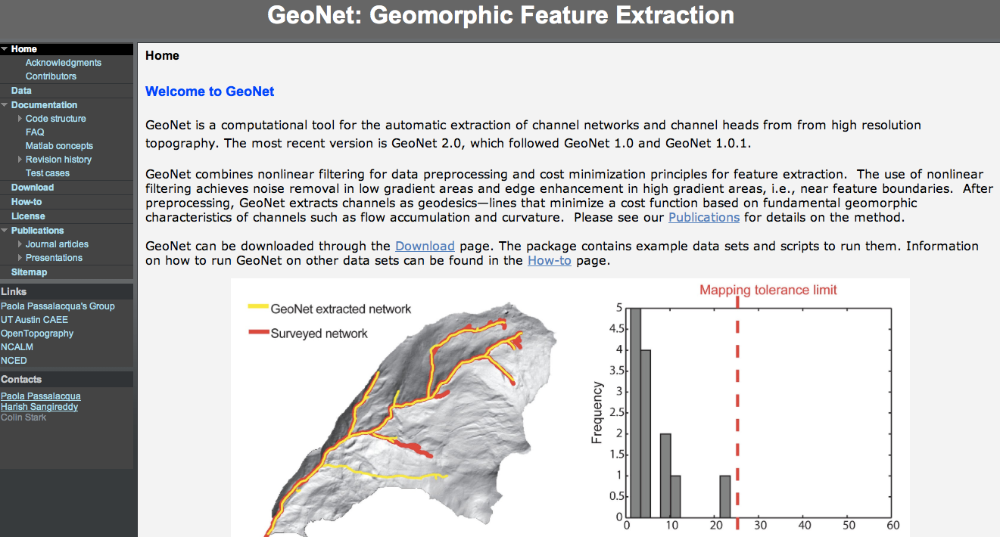 GeoNet: Geomorphic Feature Extraction
Home
Acknowledgments
Contributors
Data
Documentation
Code structure
FAQ
Matlab concepts
Revision history
Test cases
Download
How-to
License
Publications
Journal articles
Presentations
Sitemap
Links
Paola Passalacqua's Group
UT Austin CAEE
OpenTopography
NCALM
NCED
Contacts
Paola Passalacqua
Harish Sangireddy
Colin Stark
Home
Welcome to GeoNet
GeoNet is a computational tool for the automatic extraction of channel networks and channel heads from from high resolution
topography. The most recent version is GeoNet 2.0, which followed GeoNet 1.0 and GeoNet 1.0.1.
GeoNet combines nonlinear filtering for data preprocessing and cost minimization principles for feature extraction. The use of nonlinear
filtering achieves noise removal in low gradient areas and edge enhancement in high gradient areas, i.e., near feature boundaries. After
preprocessing, GeoNet extracts channels as geodesics—lines that minimize a cost function based on fundamental geomorphic
characteristics of channels such as flow accumulation and curvature. Please see our Publications for details on the method.
GeoNet can be downloaded through the Download page. The package contains example data sets and scripts to run them. Information
on how to run GeoNet on other data sets can be found in the How-to page.
GeoNet extracted network
Surveyed network
Mapping tolerance limit
5
4.5
4
3.5
3
2.5
2
1.5
1
0.5
0
Frequency
0 10 20 30 40 50 60